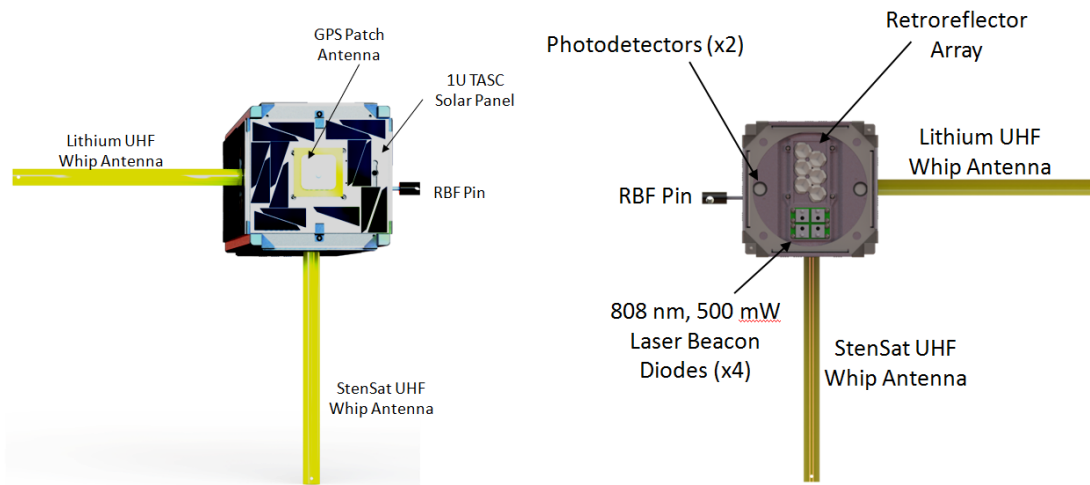 GPS Patch
Antenna
1U TASC
Solar Panel
Lithium UHF
Whip Antenna
RBF Pin
StenSat UHF
Whip Antenna
Photodetectors (x2)
Retroreflector
Array
Lithium UHF
Whip Antenna
RBF Pin
808 nm, 500 mW
Laser Beacon
Diodes (x4)
StenSat UHF
Whip Antenna